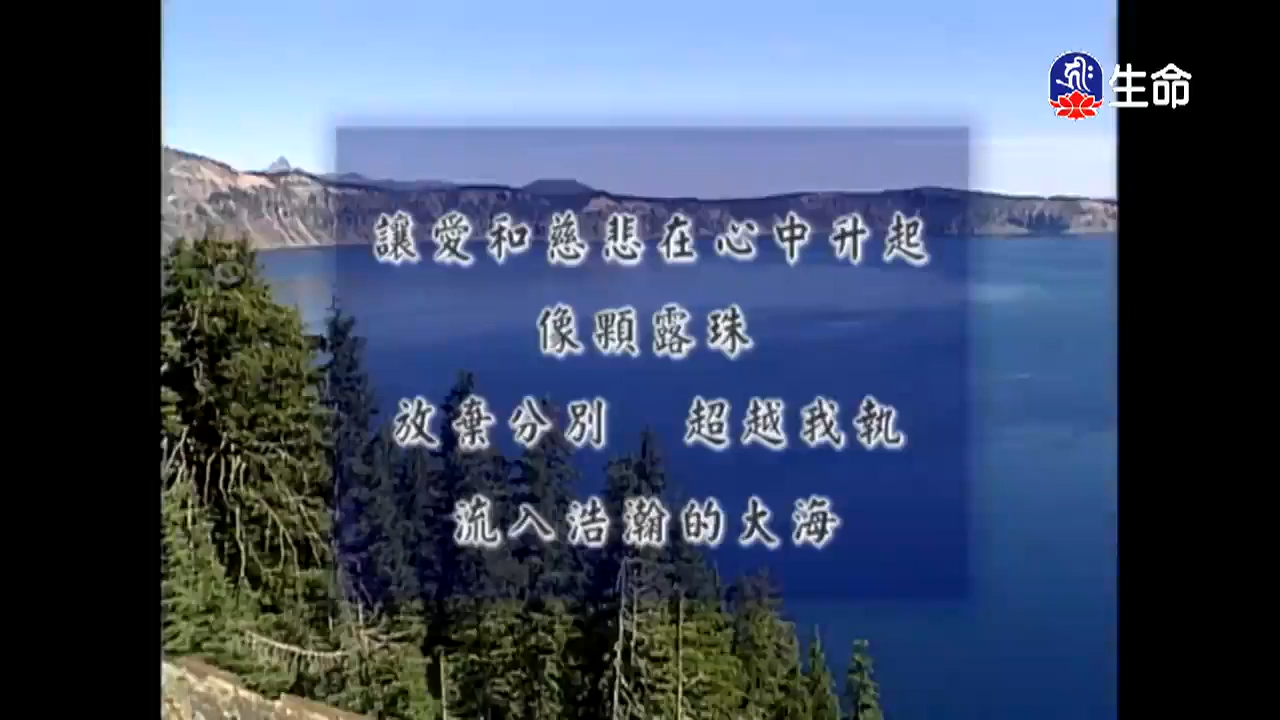 生命
讓愛和慈悲在心中升起
像顆露珠
放棄分別 超越我執
流入浩瀚的大海